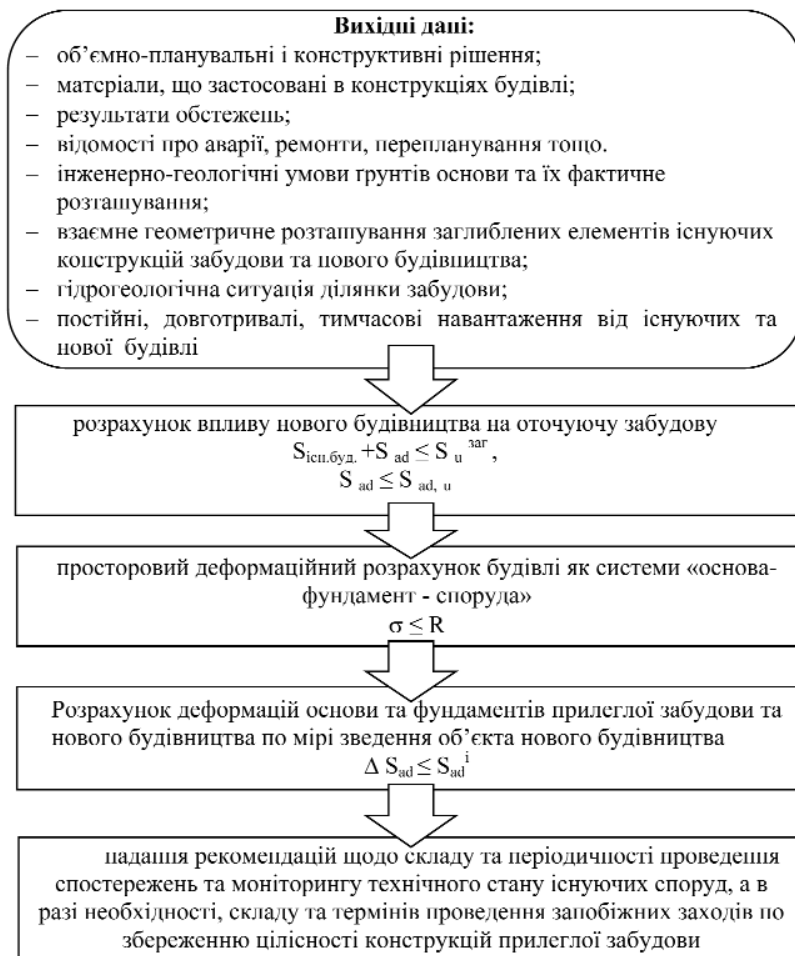 Вихідні дані:
– об’ємно-планувальні і конструктивні рішення;
– матеріали, що застосовані в конструкціях будівлі;
– результати обстежень;
– відомості про аварії, ремонти, перепланування тощо.
– інженерно-геологічні умови ґрунтів основи та їх фактичне
розташування;
– взаємне геометричне розташування заглиблених елементів існуючих
конструкцій забудови та нового будівництва;
– гідрогеологічна ситуація ділянки забудови;
– постійні, довготривалі, тимчасові навантаження від існуючих та
нової будівлі
розрахунок впливу нового будівництва на оточуючу забудову
S існ.буд. + S ad ≤ S u заг ,
S ad ≤ S ad, u
просторовий деформаційний розрахунок будівлі як системи «основа-
фундамент - споруда»
σ ≤ R
Розрахунок деформацій основи та фундаментів прилеглої забудови та
нового будівництва по мірі зведення об’єкта нового будівництва
Δ S ad ≤ S ad i
надання рекомендацій щодо складу та періодичності проведення
спостережень та моніторингу технічного стану існуючих споруд, а в
разі необхідності, складу та термінів проведення запобіжних заходів по
збереженню цілісності конструкцій прилеглої забудови